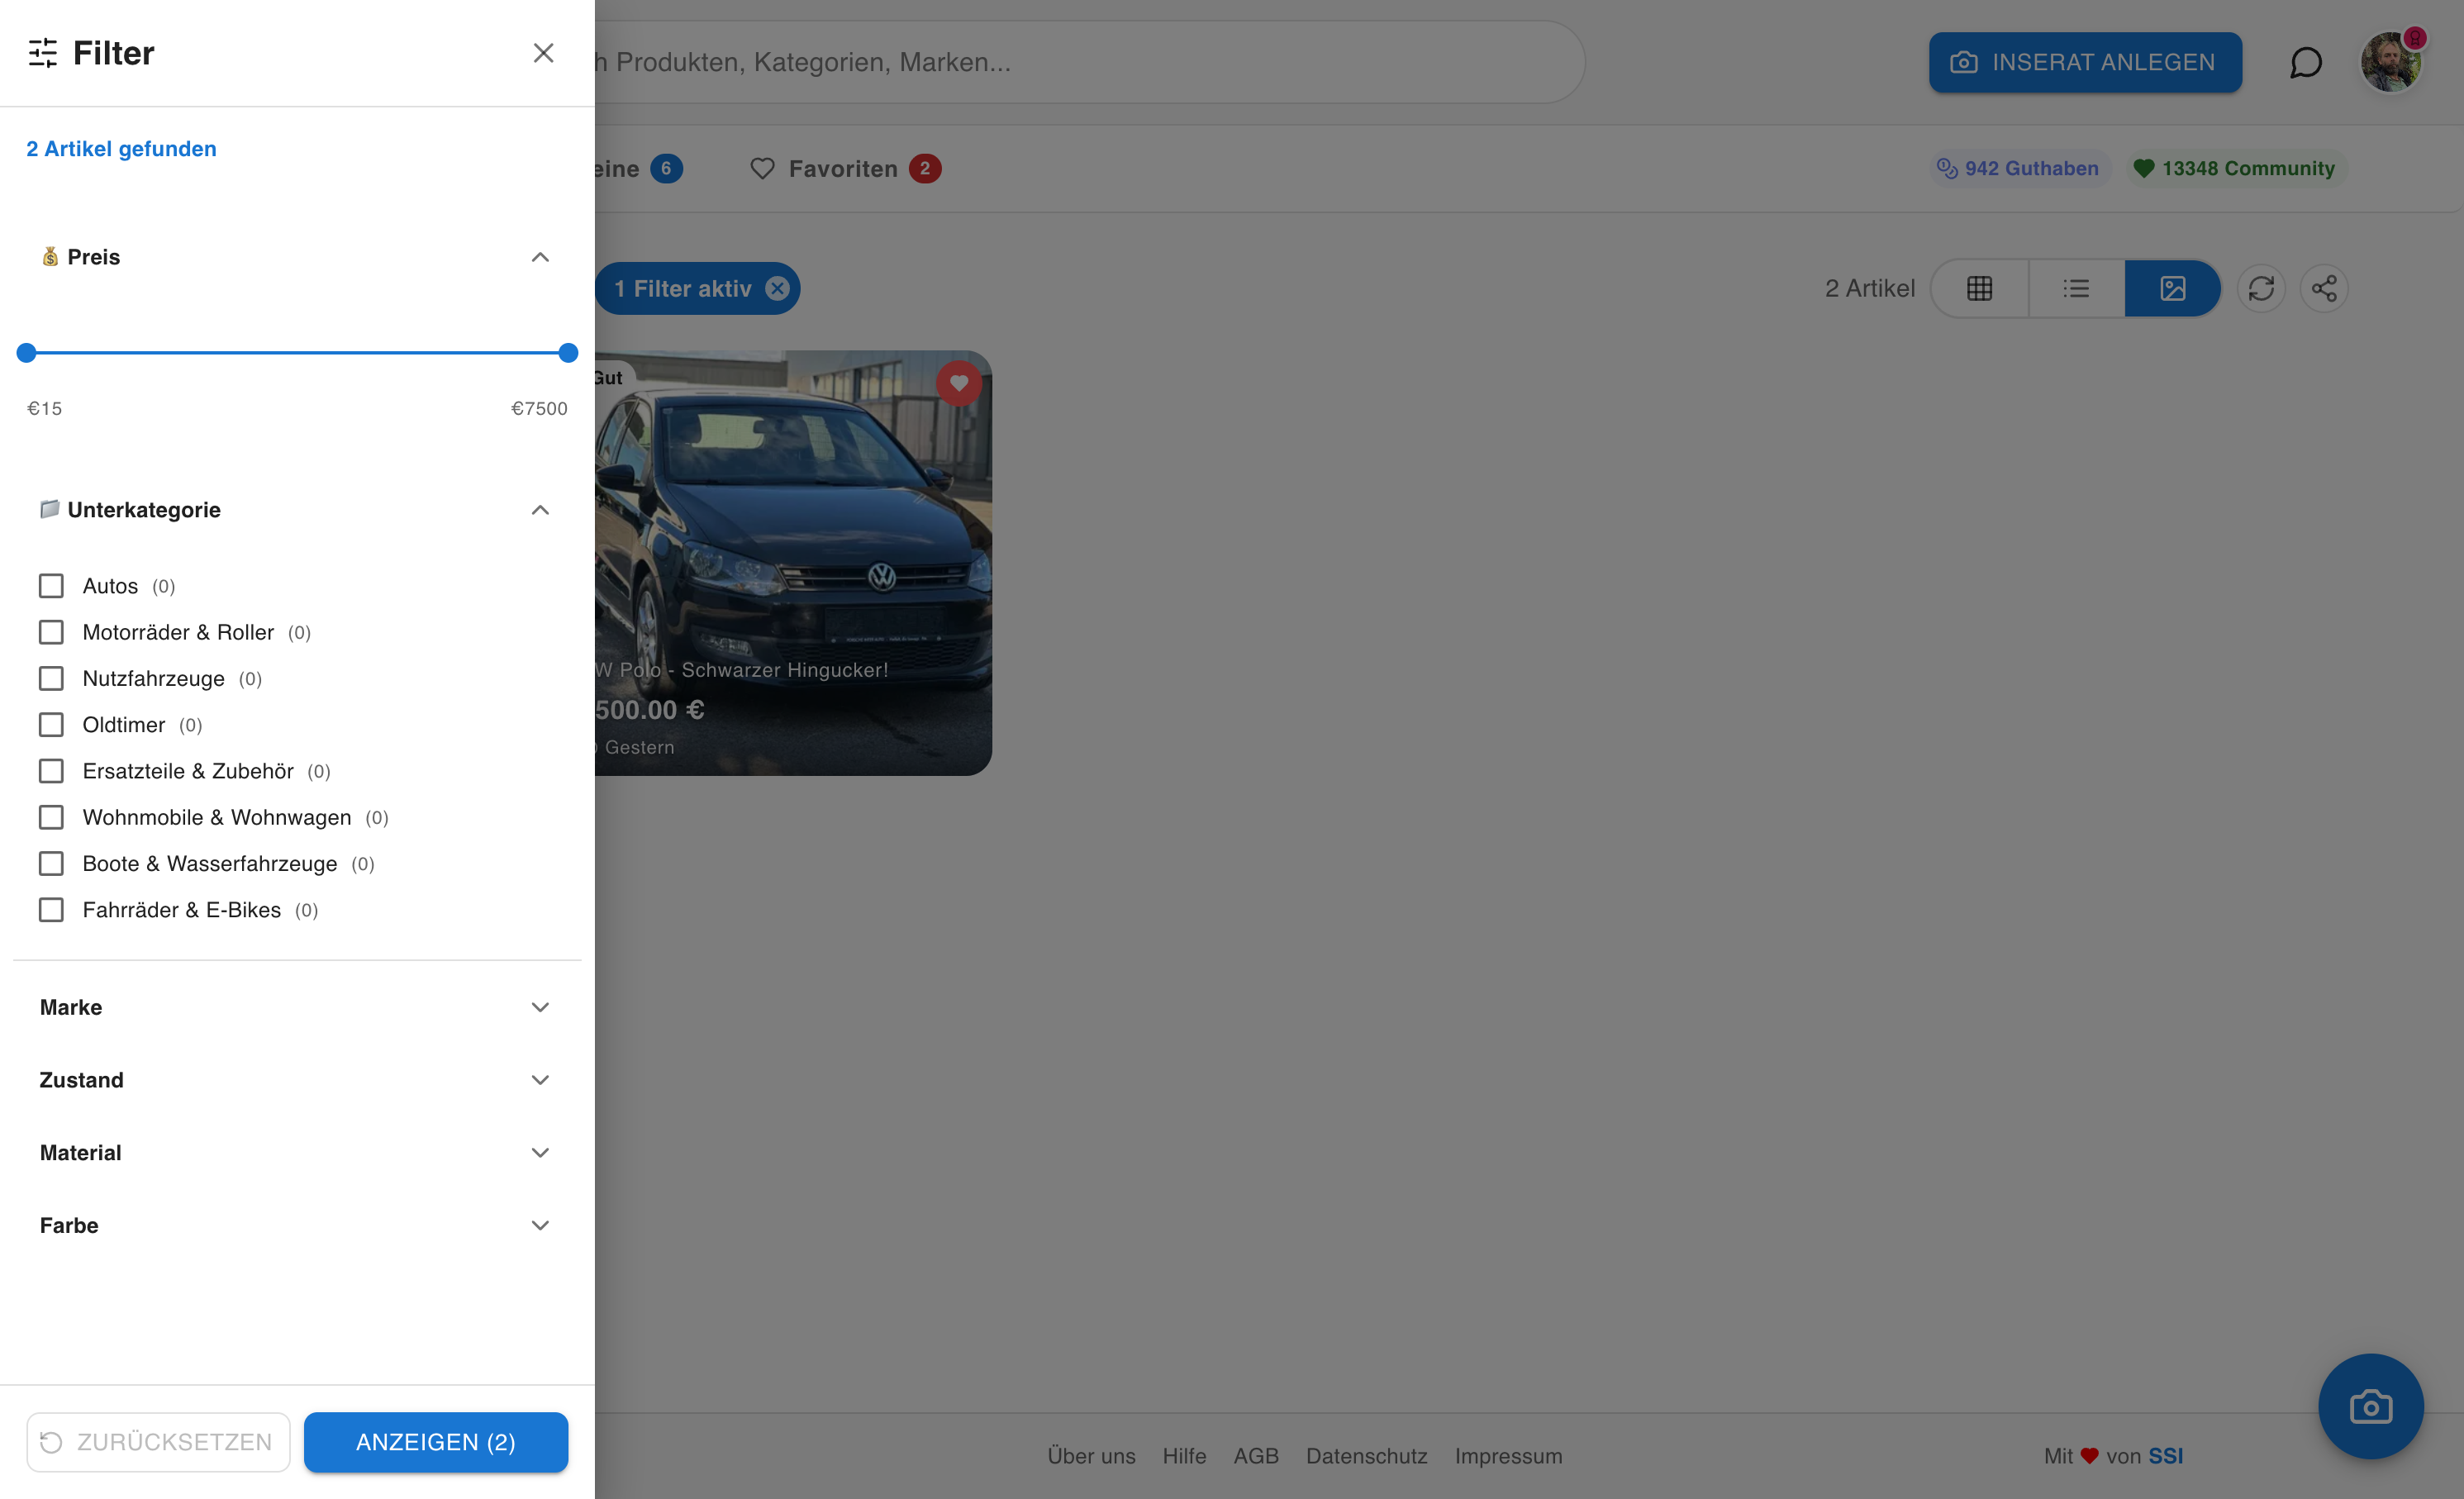 Filter
h Produkten, Kategorien, Marken...
INSERAT ANLEGEN
2 Artikel gefunden
eine 6
Favoriten 2
942 Guthaben
13348 Community
Preis
1 Filter aktiv
2 Artikel
€15
€7500
Gut
Unterkategorie
Autos (0)
Motorräder & Roller (0)
Nutzfahrzeuge (0)
Oldtimer (0)
Ersatzteile & Zubehör (0)
Wohnmobile & Wohnwagen (0)
Boote & Wasserfahrzeuge (0)
Fahrräder & E-Bikes (0)
W Polo - Schwarzer Hingucker!
500.00 €
Gestern
Marke
Zustand
Material
Farbe
ZURÜCKSETZEN
ANZEIGEN (2)
Über uns
Hilfe
AGB
Datenschutz
Impressum
Mit ❤ von SSI